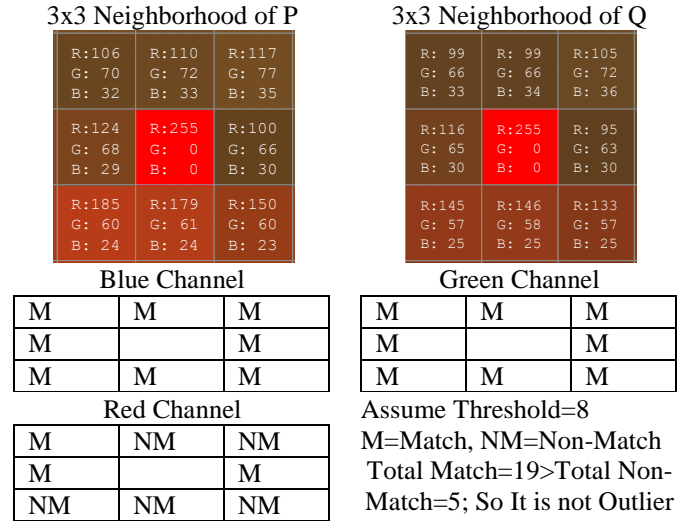 3x3 Neighborhood of P
3x3 Neighborhood of Q
R:106 R:110 R:117
G: 70 G: 72 G: 77
B: 32 B: 33 B: 35
R:124 R:255 R:100
G: 68 G: 0 G: 66
B: 29 B: 0 B: 30
R:185 R:179 R:150
G: 60 G: 61 G: 60
B: 24 B: 24 B: 23
R: 99 R: 99 R:105
G: 66 G: 66 G: 72
B: 33 B: 34 B: 36
R:116 R:255 R: 95
G: 65 G: 0 G: 63
B: 30 B: 0 B: 30
R:145 R:146 R:133
G: 57 G: 58 G: 57
B: 25 B: 25 B: 25
Blue Channel
M M M
M M
M M M
Green Channel
M M M
M M
M M M
Red Channel
M NM NM
M M
NM NM NM
Assume Threshold=8
M=Match, NM=Non-Match
Total Match=19>Total Non-
Match=5; So It is not Outlier